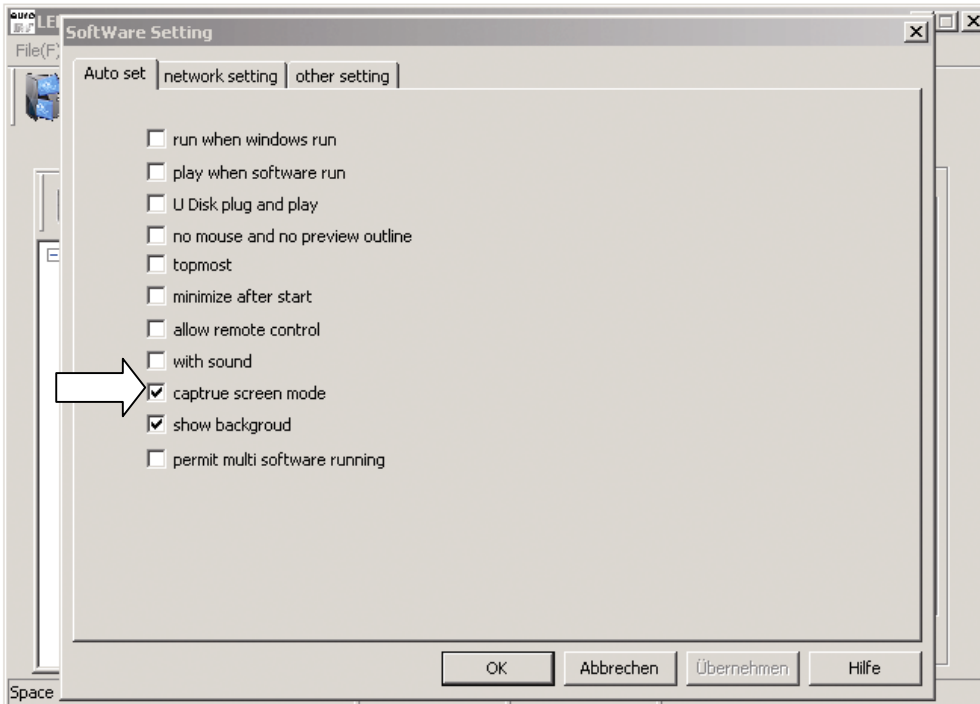 LE
SoftWare Setting
File(F)
Auto set
network setting
other setting
run when windows run
play when software run
U Disk plug and play
no mouse and no preview outline
topmost
minimize after start
allow remote control
with sound
captrue screen mode
show backgroud
permit multi software running
OK
Abbrechen
Übernehmen
Hilfe
Space